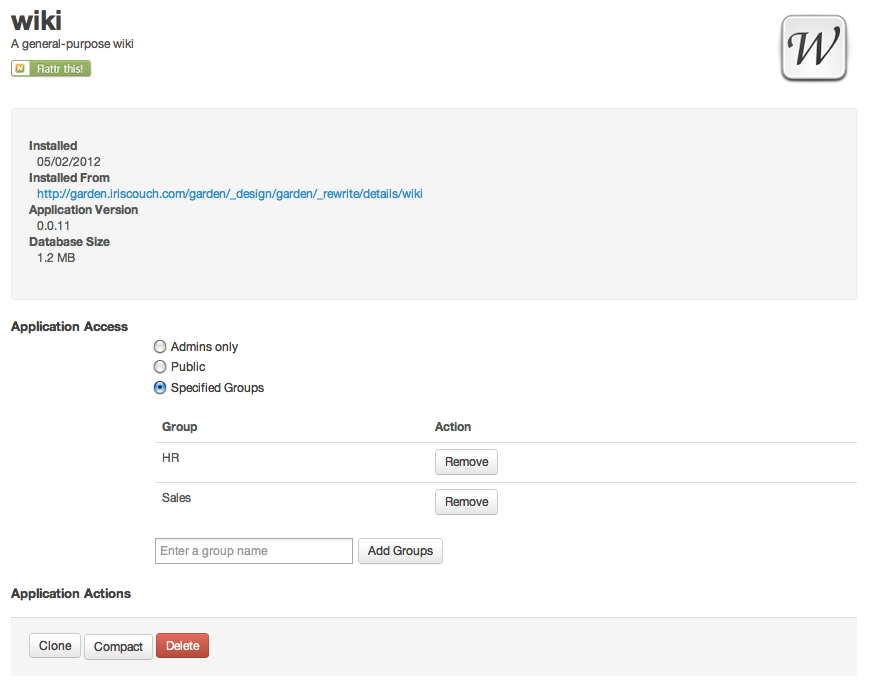 wiki
A general-purpose wiki
Flattr this!
W
Installed
05/02/2012
Installed From
http://garden.iriscouch.com/garden/_design/garden/_rewrite/details/wiki
Application Version
0.0.11
Database Size
1.2 MB
Application Access
Admins only
Public
Specified Groups
Group Action
HR Remove
Sales Remove
Enter a group name Add Groups
Application Actions
Clone Compact Delete